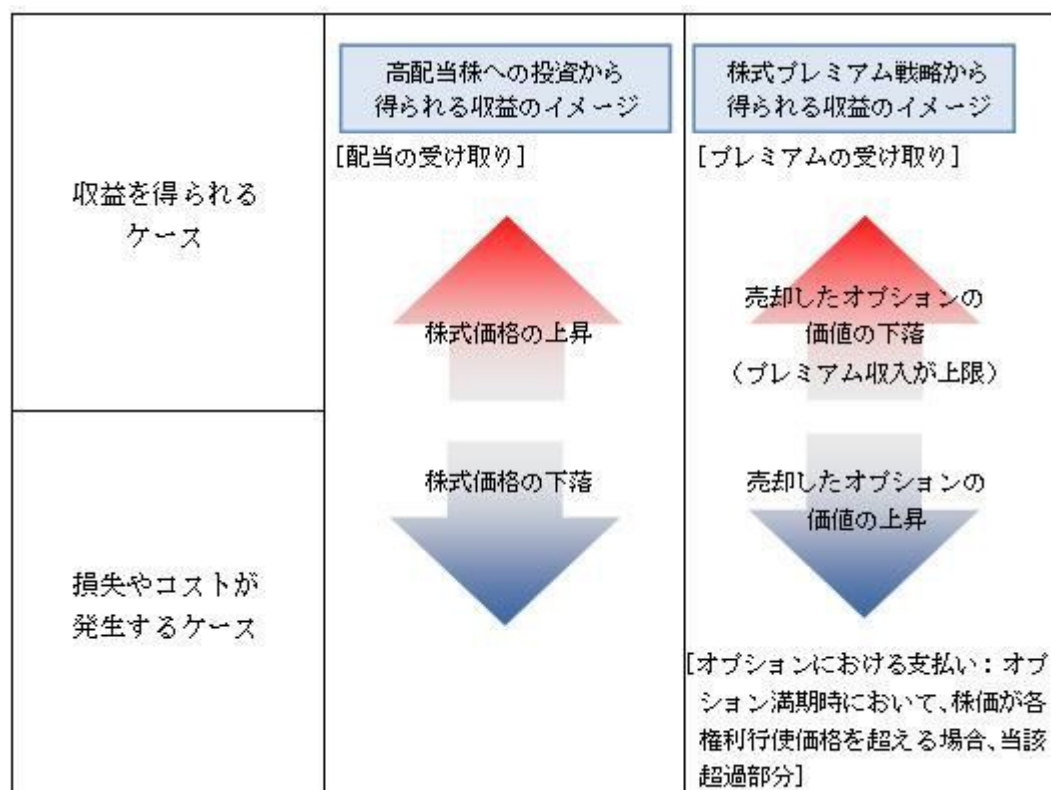 高配当株への投資から
得られる収益のイメージ
株式プレミアム戦略から
得られる収益のイメージ
[配当の受け取り]
[プレミアムの受け取り]
収益を得られる
ケース
株式価格の上昇
売却したオプションの
価値の下落
（プレミアム収入が上限）
損失やコストが
発生するケース
株式価格の下落
売却したオプションの
価値の上昇
[オプションにおける支払い：オプ
ション満期時において、株価が各
権利行使価格を超える場合、当該
超過部分]